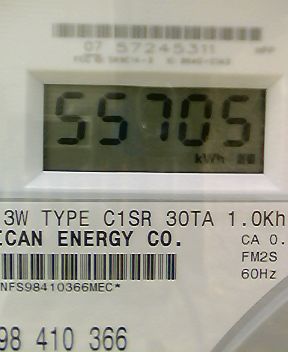 07 57245311
55705
kWh
3W TYPE C1SR 30TA 1.0Kh
ICAN ENERGY CO.
CA 0.
FM2S
60Hz
NFS98410366MEC*
98 410 366